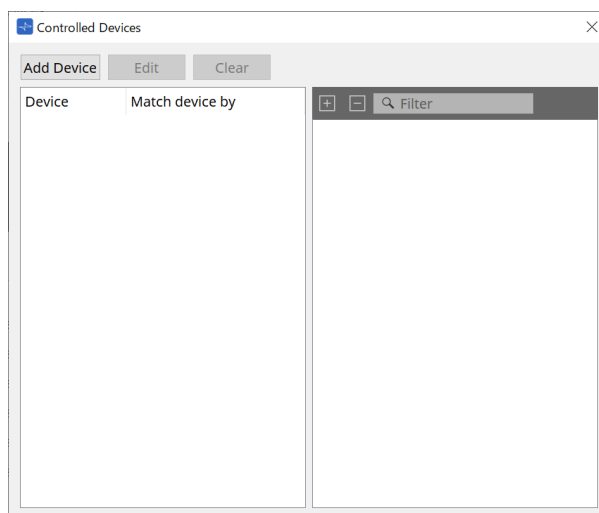 Controlled Devices
Add Device Edit Clear
Device Match device by
Filter